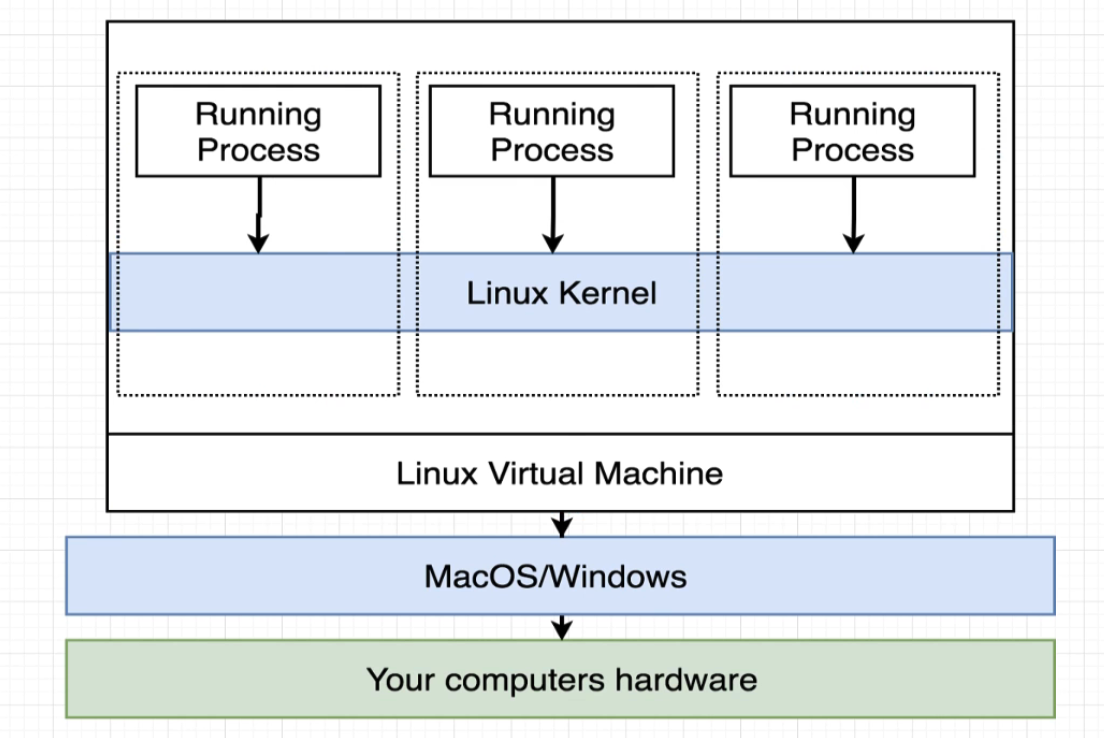 Running
Process
Running
Process
Running
Process
Linux Kernel
Linux Virtual Machine
MacOS/Windows
Your computers hardware